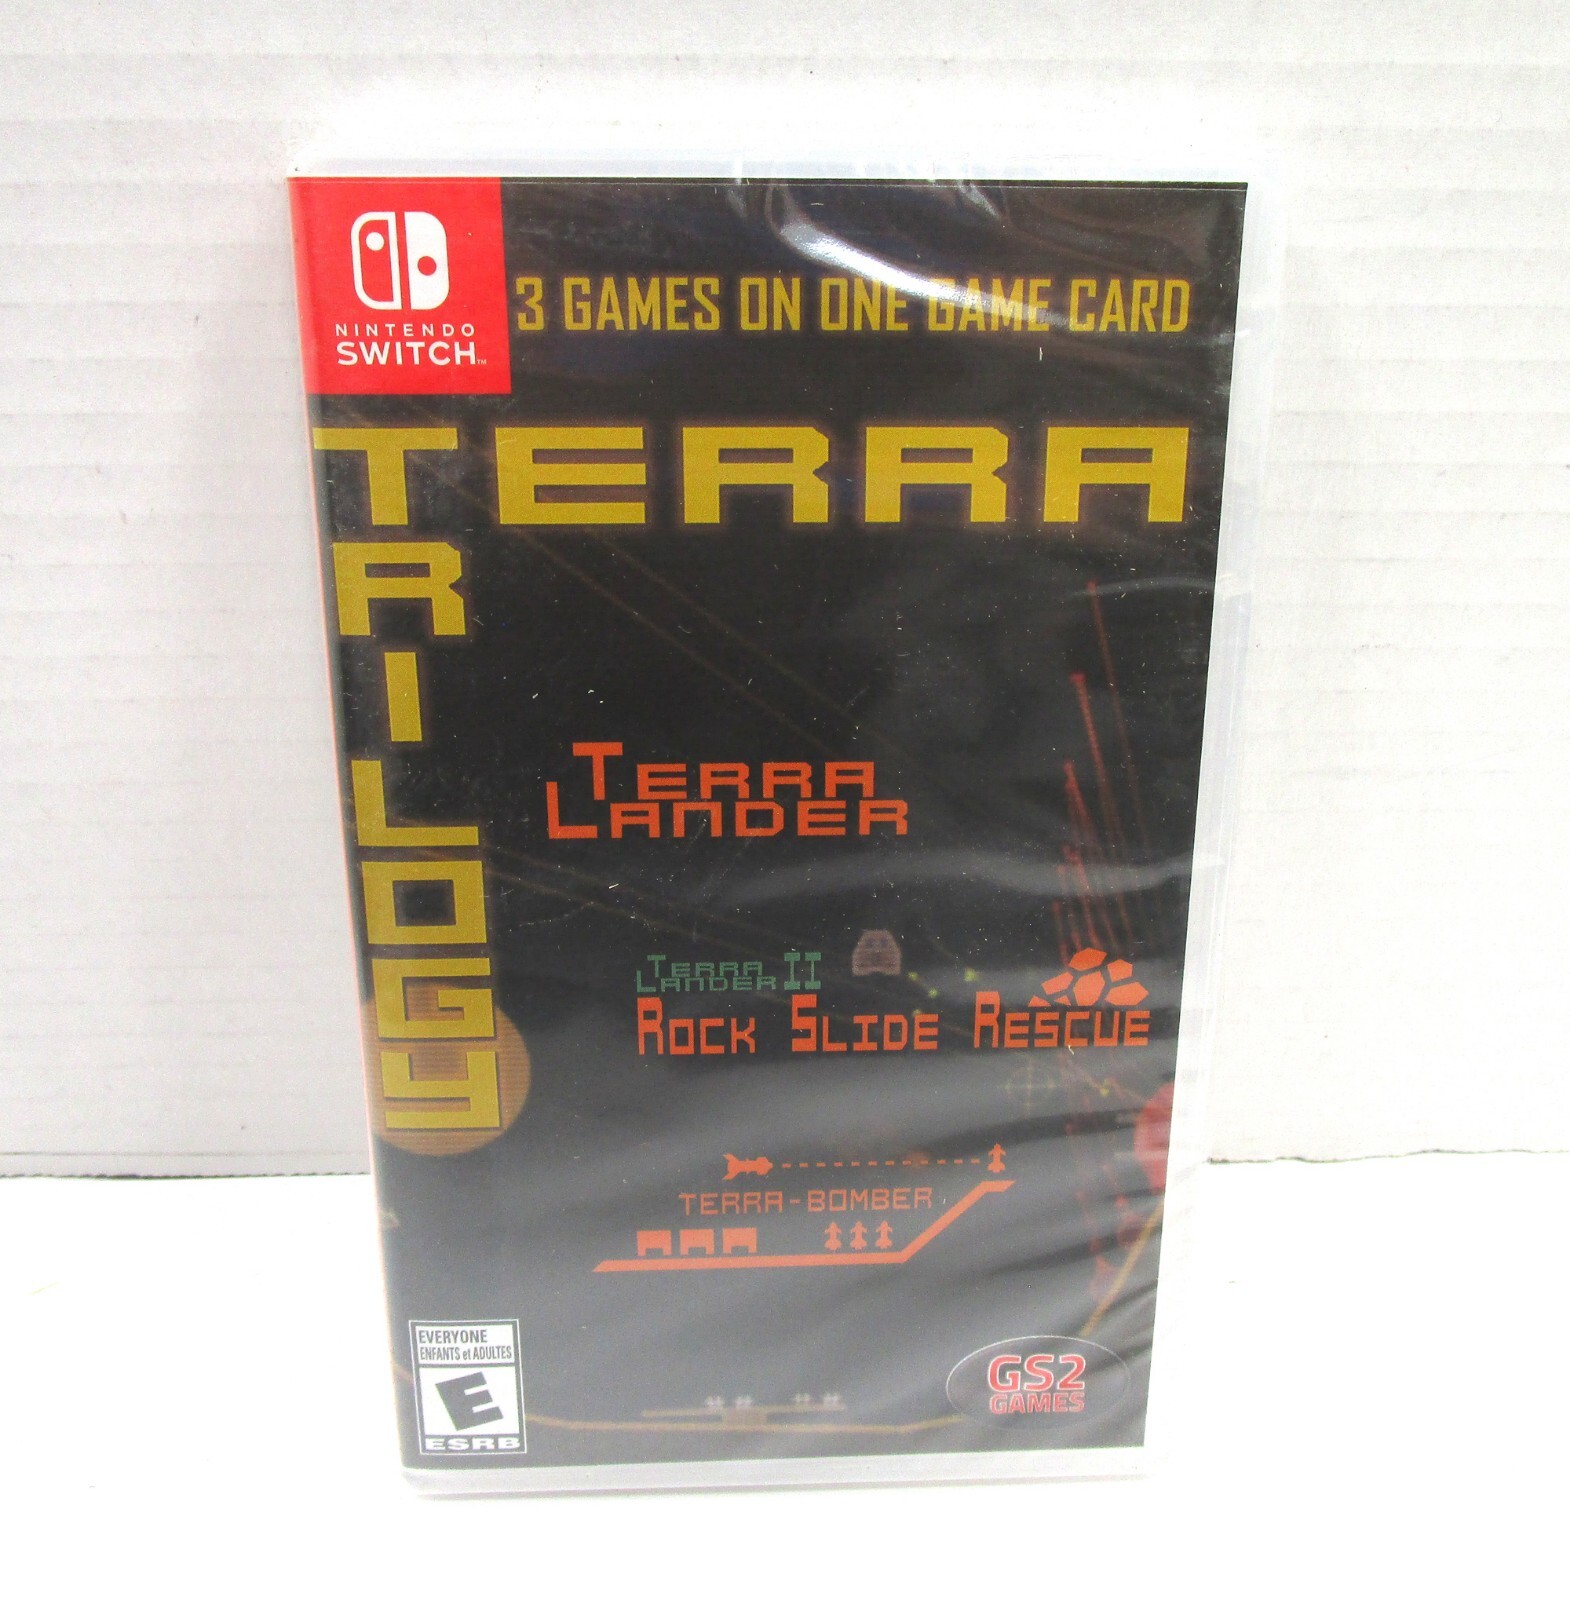 NINTENDO
SWITCH™
3 GAMES ON ONE GAME CARD
TERRA
TRILOGY
TERRA
LANDER
TERRA
LANDER II
ROCK SLIDE RESCUE
TERRA-BOMBER
EVERYONE
ENFANTS et ADULTES
E
ESRB
GS2
GAMES